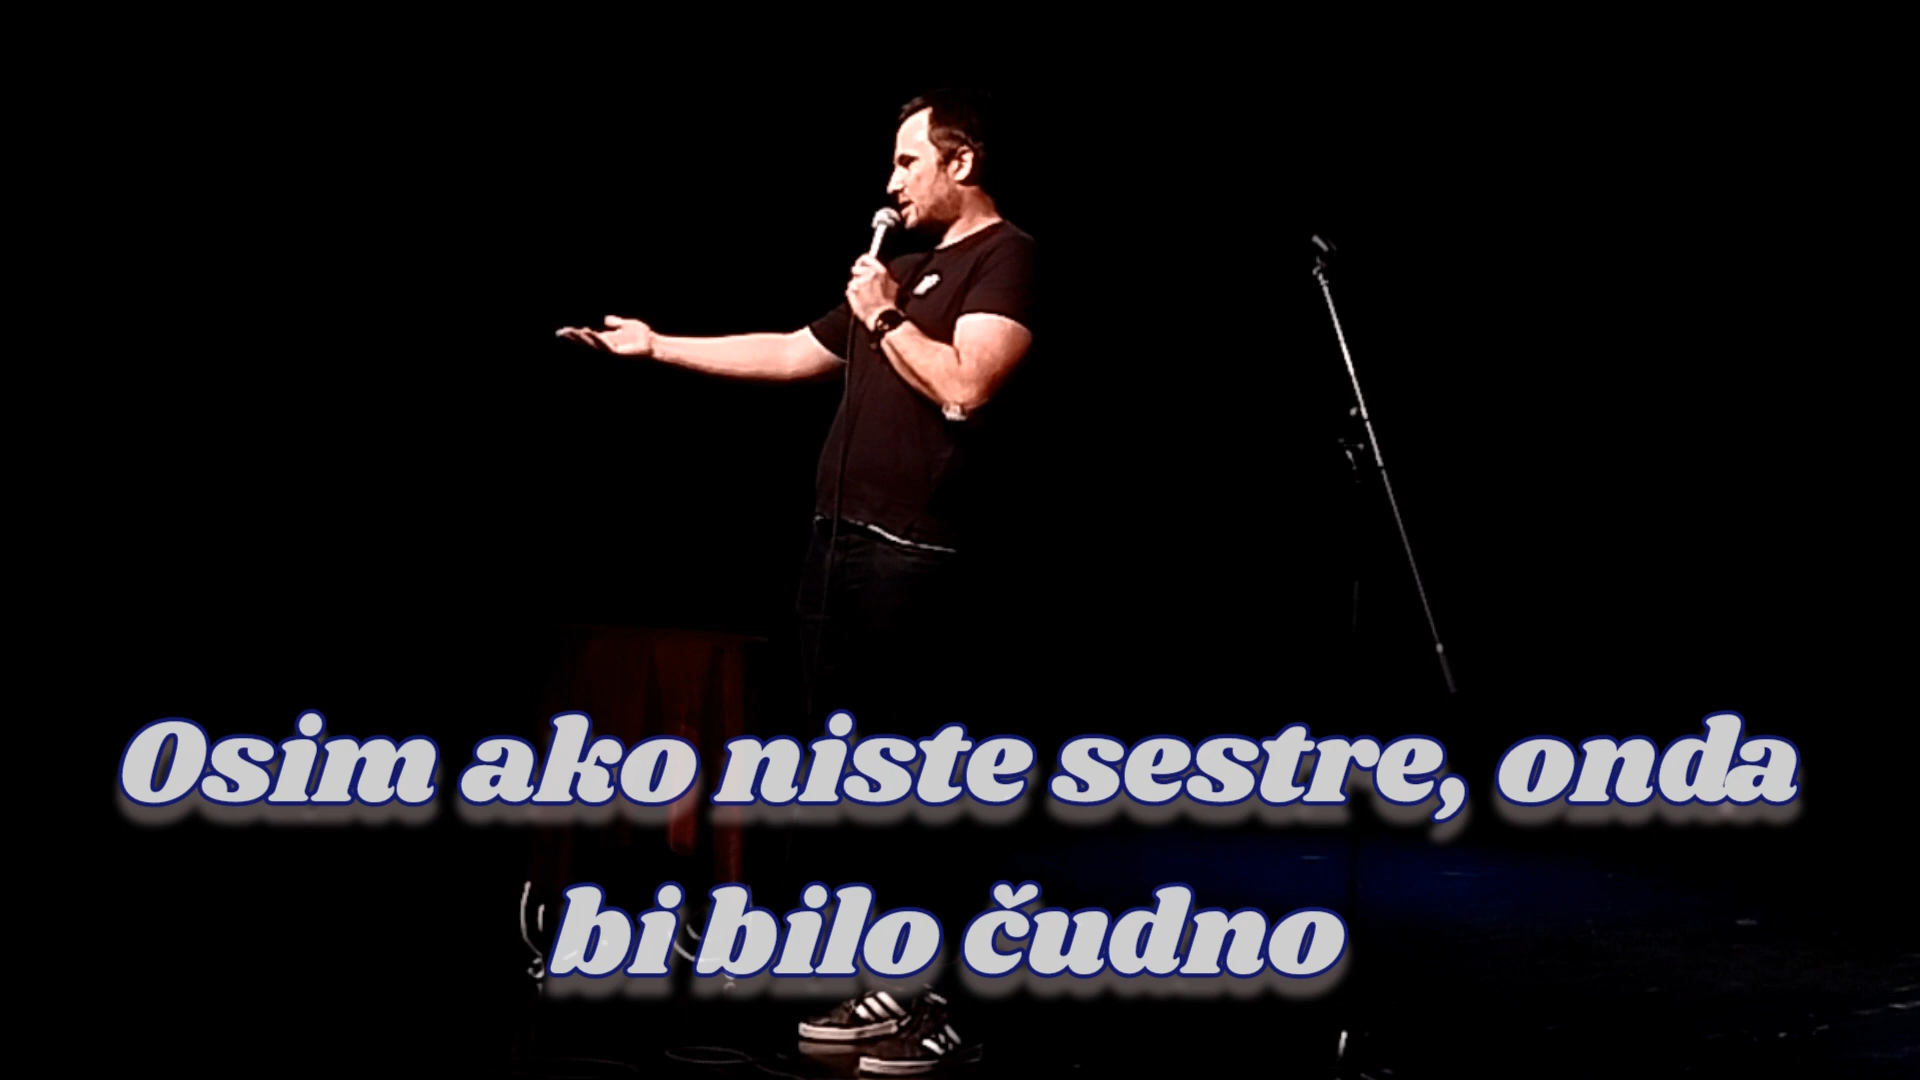 Osim ako niste sestre, onda
bi bilo čudno